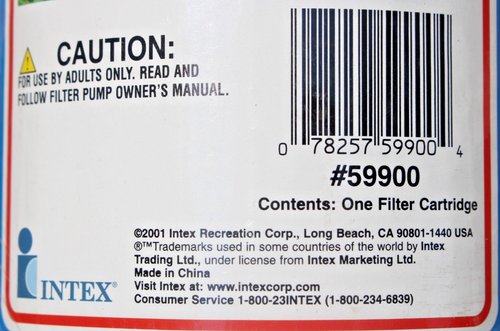 CAUTION:
FOR USE BY ADULTS ONLY. READ AND
FOLLOW FILTER PUMP OWNER'S MANUAL.
0 78257 59900 4
#59900
Contents: One Filter Cartridge
©2001 Intex Recreation Corp., Long Beach, CA 90801-1440 USA
®™Trademarks used in some countries of the world by Intex
Trading Ltd., under license from Intex Marketing Ltd.
Made in China
Visit Intex at: www.intexcorp.com
Consumer Service 1-800-23INTEX (1-800-234-6839)
INTEX®